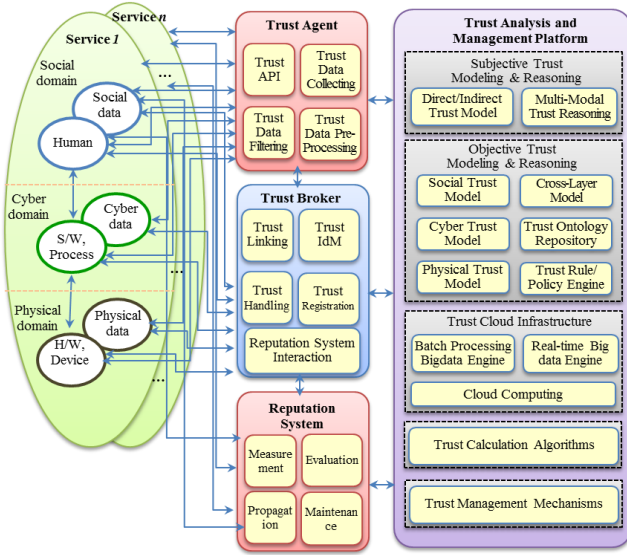 Service n
Service 1
Social domain
Social
data
Human
Cyber
domain
Cyber
data
S/W,
Process
Physical
domain
Physical
data
H/W,
Device
...
...
...
...
Trust Agent
Trust
API
Trust
Data
Collecting
Trust
Data
Filtering
Trust
Data Pre-
Processing
Trust Broker
Trust
Linking
Trust
IdM
Trust
Handling
Trust
Registration
Reputation System
Interaction
Reputation
System
Measure
ment
Evaluation
Propagat
ion
Maintena
nce
Trust Analysis and
Management Platform
Subjective Trust
Modeling & Reasoning
Direct/Indirect
Trust Model
Multi-Modal
Trust Reasoning
Objective Trust
Modeling & Reasoning
Social Trust
Model
Cross-Layer
Model
Cyber Trust
Model
Trust Ontology
Repository
Physical Trust
Model
Trust Rule/
Policy Engine
Trust Cloud Infrastructure
Batch Processing
Bigdata Engine
Real-time Big
data Engine
Cloud Computing
Trust Calculation Algorithms
Trust Management Mechanisms